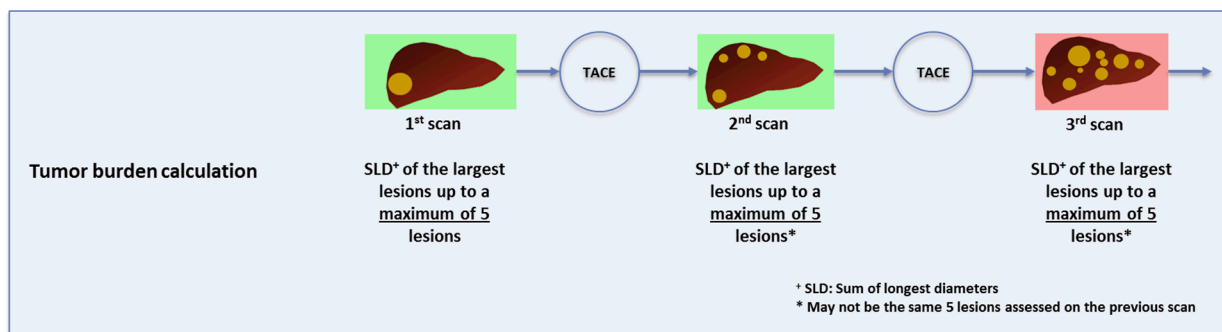 TACE
TACE
1st scan
2nd scan
3rd scan
Tumor burden calculation
SLD+ of the largest
lesions up to a
maximum of 5
lesions
SLD+ of the largest
lesions up to a
maximum of 5
lesions*
SLD+ of the largest
lesions up to a
maximum of 5
lesions*
+ SLD: Sum of longest diameters
* May not be the same 5 lesions assessed on the previous scan